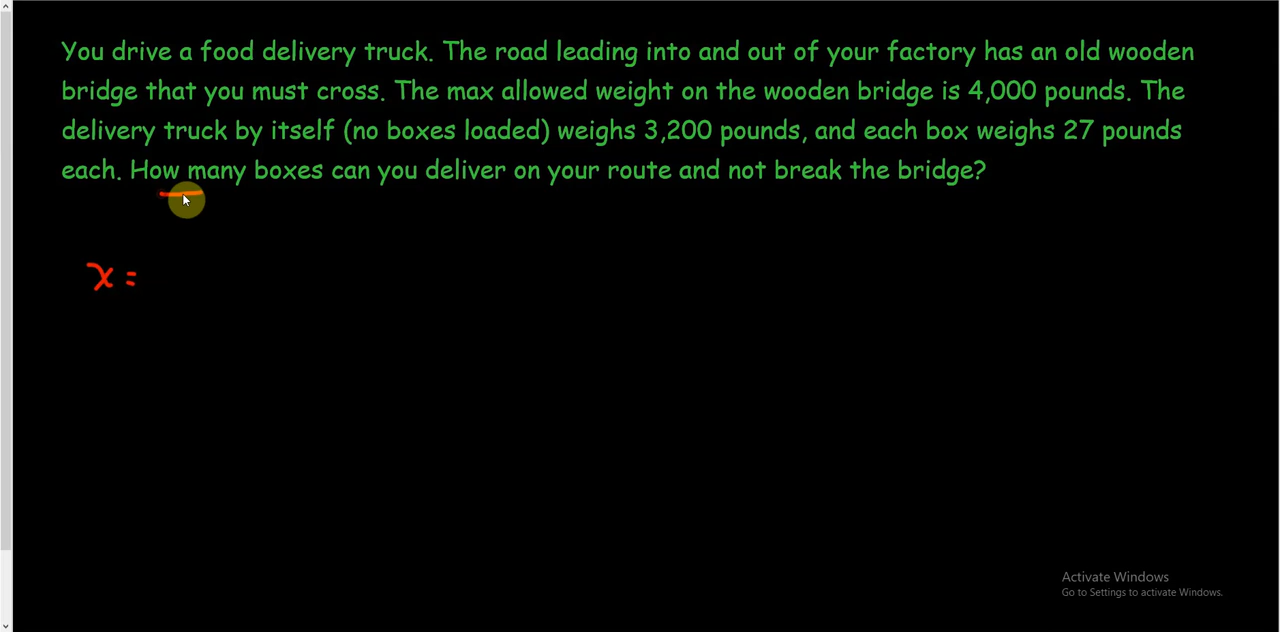 You drive a food delivery truck. The road leading into and out of your factory has an old wooden
bridge that you must cross. The max allowed weight on the wooden bridge is 4,000 pounds. The
delivery truck by itself (no boxes loaded) weighs 3,200 pounds, and each box weighs 27 pounds
each. How many boxes can you deliver on your route and not break the bridge?
x =
Activate Windows
Go to Settings to activate Windows.